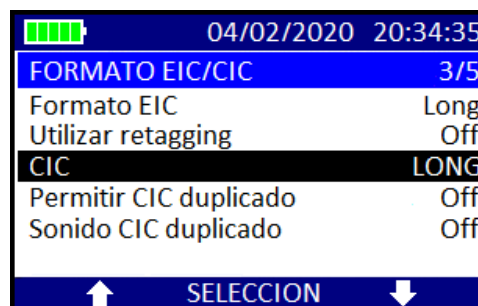 04/02/2020 20:34:35
FORMATO EIC/CIC 3/5
Formato EIC Long
Utilizar retagging Off
CIC LONG
Permitir CIC duplicado Off
Sonido CIC duplicado Off
SELECCION